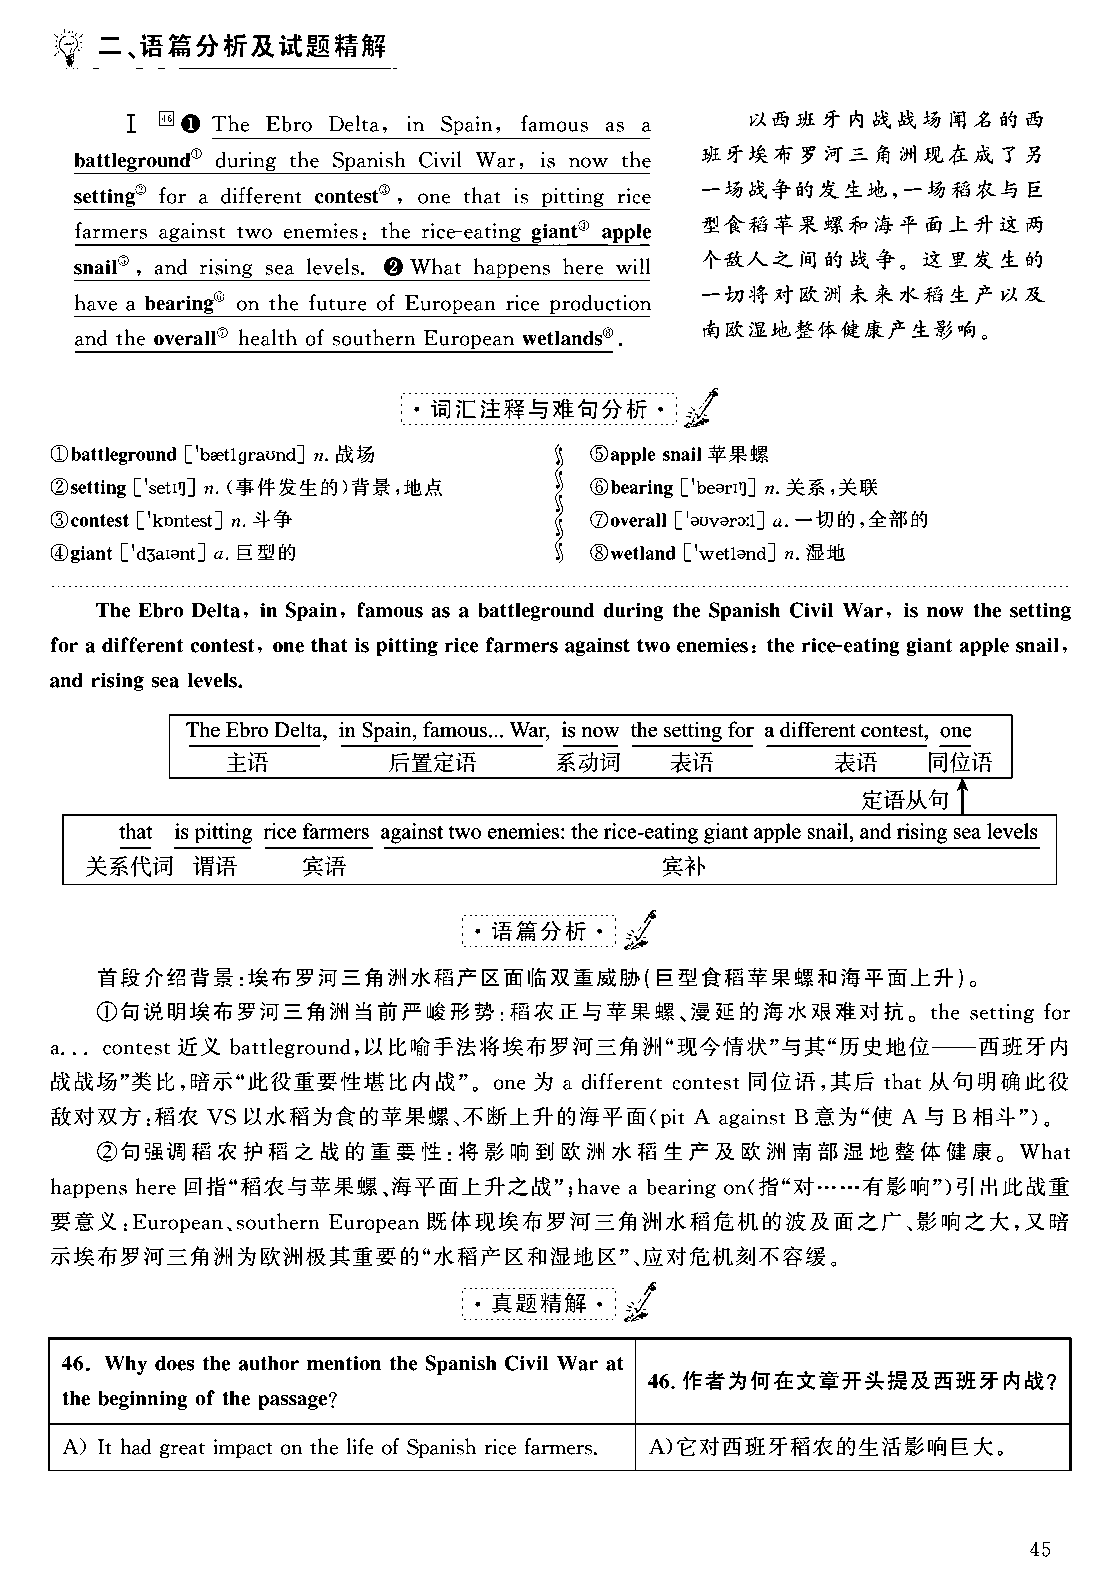 二、语篇分析及试题精解
Ⅰ 46 ❶ The Ebro Delta, in Spain, famous as a
battleground① during the Spanish Civil War, is now the
setting② for a different contest③, one that is pitting rice
farmers against two enemies: the rice-eating giant④ apple
snail⑤, and rising sea levels. ❷ What happens here will
have a bearing⑥ on the future of European rice production
and the overall⑦ health of southern European wetlands⑧.
以西班牙内战战场闻名的西
班牙埃布罗河三角洲现在成了另
一场战争的发生地,一场稻农与巨
型食稻苹果螺和海平面上升这两
个敌人之间的战争。这里发生的
一切将对欧洲未来水稻生产以及
南欧湿地整体健康产生影响。
·词汇注释与难句分析·
①battleground [ˈbætlɡraʊnd] n. 战场
②setting [ˈsetɪŋ] n. (事件发生的)背景,地点
③contest [ˈkɒntest] n. 斗争
④giant [ˈdʒaɪənt] a. 巨型的
⑤apple snail 苹果螺
⑥bearing [ˈbeərɪŋ] n. 关系,关联
⑦overall [ˈəʊvərɔːl] a. 一切的,全部的
⑧wetland [ˈwetlənd] n. 湿地
The Ebro Delta, in Spain, famous as a battleground during the Spanish Civil War, is now the setting
for a different contest, one that is pitting rice farmers against two enemies: the rice-eating giant apple snail,
and rising sea levels.
The Ebro Delta, in Spain, famous... War, is now the setting for a different contest, one
主语 后置定语 系动词 表语 表语 同位语
定语从句
that is pitting rice farmers against two enemies: the rice-eating giant apple snail, and rising sea levels
关系代词 谓语 宾语 宾补
·语篇分析·
首段介绍背景:埃布罗河三角洲水稻产区面临双重威胁(巨型食稻苹果螺和海平面上升)。
①句说明埃布罗河三角洲当前严峻形势:稻农正与苹果螺、漫延的海水艰难对抗。the setting for
a... contest 近义 battleground,以比喻手法将埃布罗河三角洲“现今情状”与其“历史地位——西班牙内
战战场”类比,暗示“此役重要性堪比内战”。one 为 a different contest 同位语,其后 that 从句明确此役
敌对双方:稻农 VS 以水稻为食的苹果螺、不断上升的海平面(pit A against B 意为“使 A 与 B 相斗”)。
②句强调稻农护稻之战的重要性:将影响到欧洲水稻生产及欧洲南部湿地整体健康。What
happens here 回指“稻农与苹果螺、海平面上升之战”;have a bearing on(指“对……有影响”)引出此战重
要意义:European、southern European 既体现埃布罗河三角洲水稻危机的波及面之广、影响之大,又暗
示埃布罗河三角洲为欧洲极其重要的“水稻产区和湿地区”、应对危机刻不容缓。
·真题精解·
46. Why does the author mention the Spanish Civil War at
the beginning of the passage?
46. 作者为何在文章开头提及西班牙内战?
A) It had great impact on the life of Spanish rice farmers.
A)它对西班牙稻农的生活影响巨大。
45